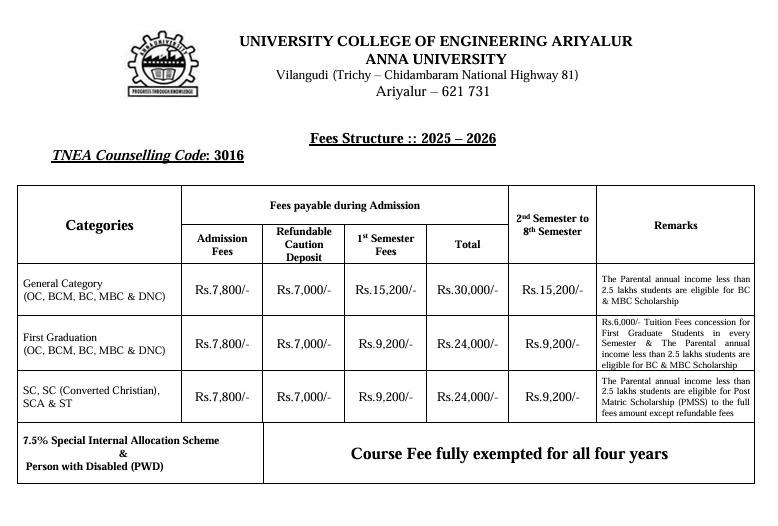 ANNA UNIVERSITY
PROGRESS THROUGH KNOWLEDGE
UNIVERSITY COLLEGE OF ENGINEERING ARIYALUR
ANNA UNIVERSITY
Vilangudi (Trichy – Chidambaram National Highway 81)
Ariyalur – 621 731
Fees Structure :: 2025 – 2026
TNEA Counselling Code: 3016
Categories
Fees payable during Admission
2nd Semester to
8th Semester
Remarks
Admission
Fees
Refundable
Caution
Deposit
1st Semester
Fees
Total
General Category
(OC, BCM, BC, MBC & DNC)
Rs.7,800/-
Rs.7,000/-
Rs.15,200/-
Rs.30,000/-
Rs.15,200/-
The Parental annual income less than
2.5 lakhs students are eligible for BC
& MBC Scholarship
First Graduation
(OC, BCM, BC, MBC & DNC)
Rs.7,800/-
Rs.7,000/-
Rs.9,200/-
Rs.24,000/-
Rs.9,200/-
Rs.6,000/- Tuition Fees concession for
First Graduate Students in every
Semester & The Parental annual
income less than 2.5 lakhs students are
eligible for BC & MBC Scholarship
SC, SC (Converted Christian),
SCA & ST
Rs.7,800/-
Rs.7,000/-
Rs.9,200/-
Rs.24,000/-
Rs.9,200/-
The Parental annual income less than
2.5 lakhs students are eligible for Post
Matric Scholarship (PMSS) to the full
fees amount except refundable fees
7.5% Special Internal Allocation Scheme
&
Person with Disabled (PWD)
Course Fee fully exempted for all four years